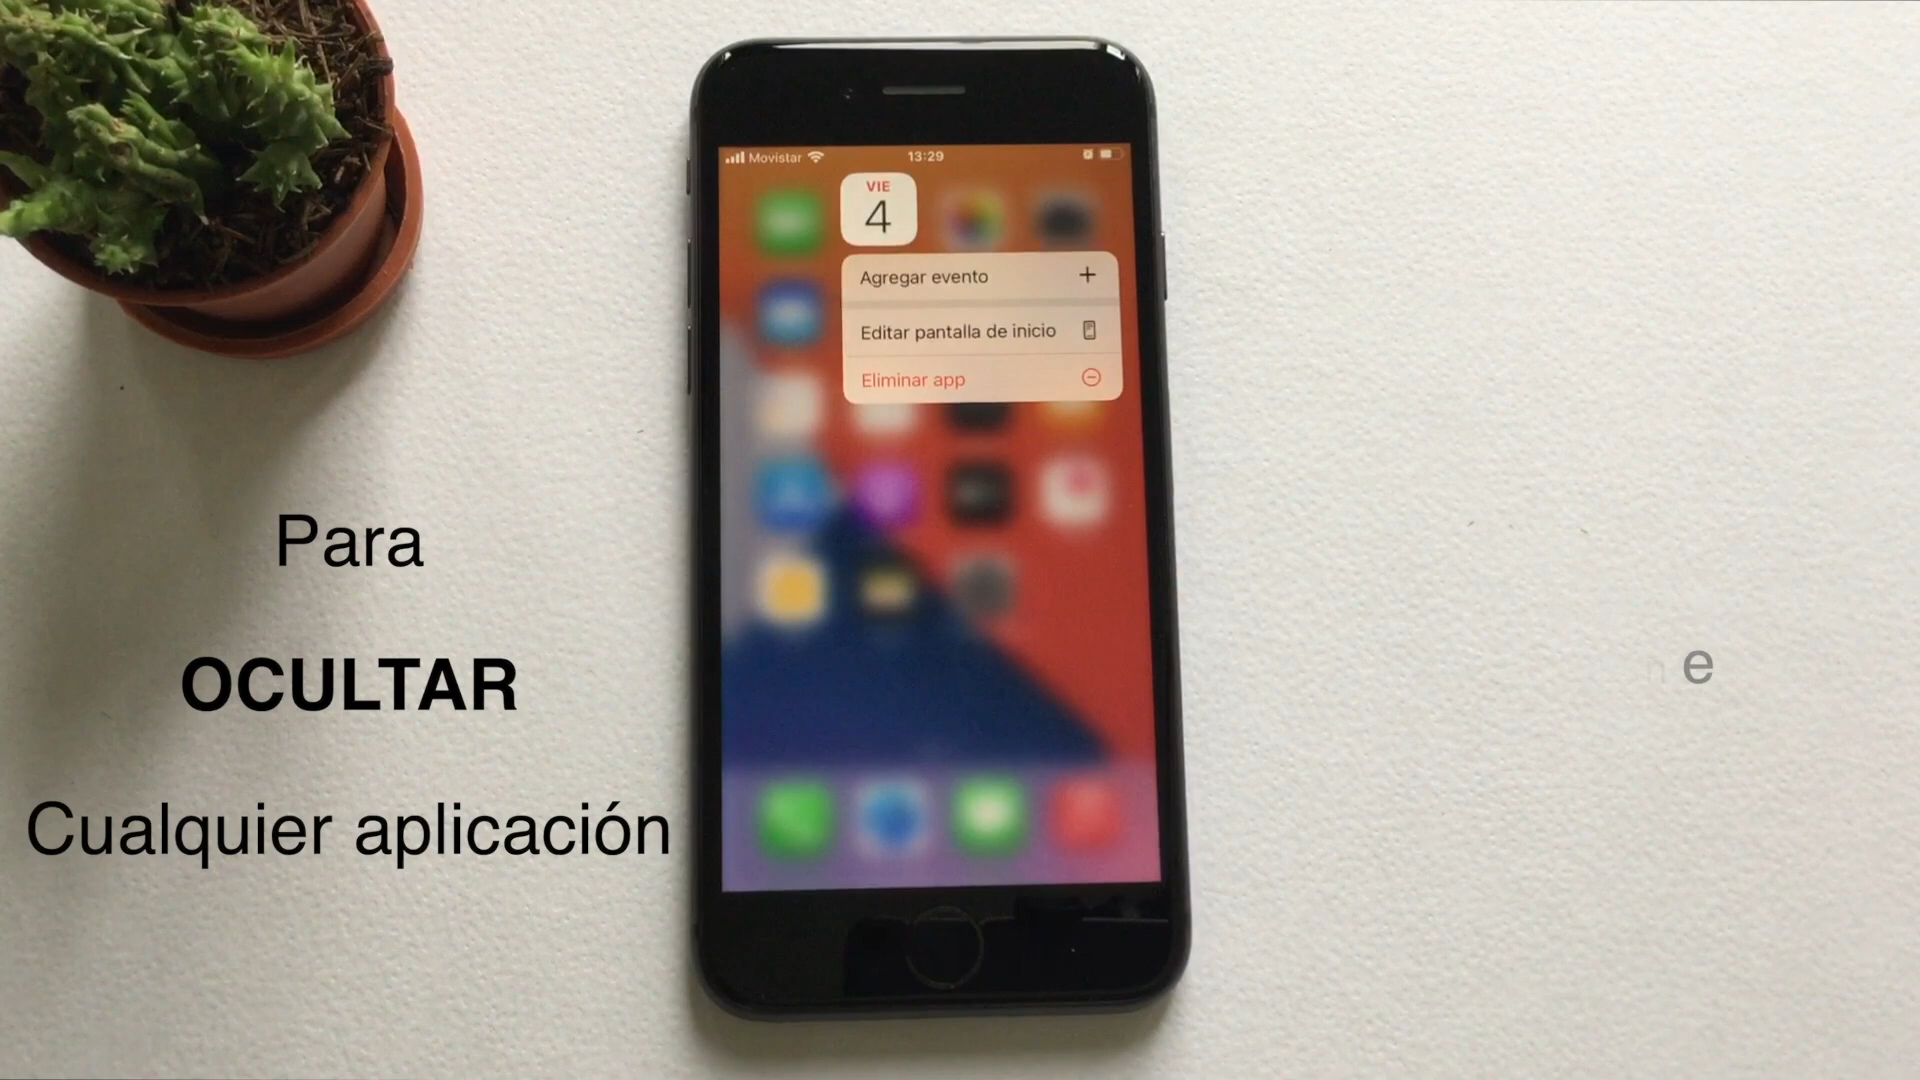 Movistar 13:29
VIE
4
Agregar evento
Editar pantalla de inicio
Eliminar app
Para
OCULTAR
Cualquier aplicación
e